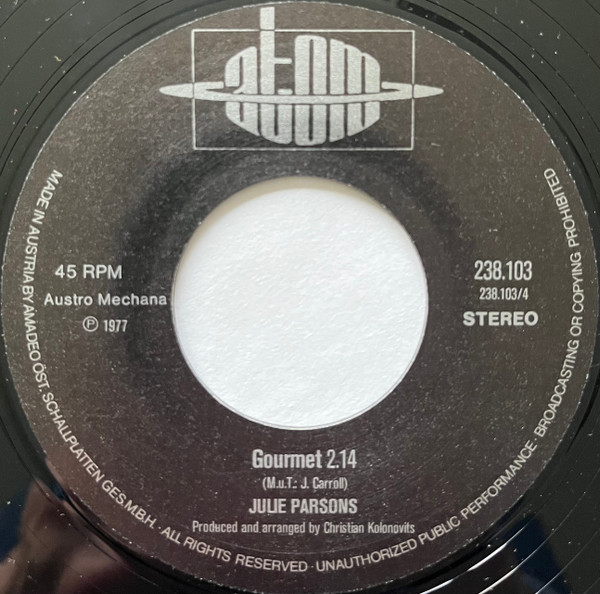 atom
MADE IN AUSTRIA BY AMADEO ÖST. SCHALLPLATTEN GES.M.B.H. · ALL RIGHTS RESERVED · UNAUTHORIZED PUBLIC PERFORMANCE · BROADCASTING OR COPYING PROHIBITED
45 RPM
Austro Mechana
Ⓟ 1977
238.103
238.103/4
STEREO
Gourmet 2.14
(M.u.T.: J. Carroll)
JULIE PARSONS
Produced and arranged by Christian Kolonovits